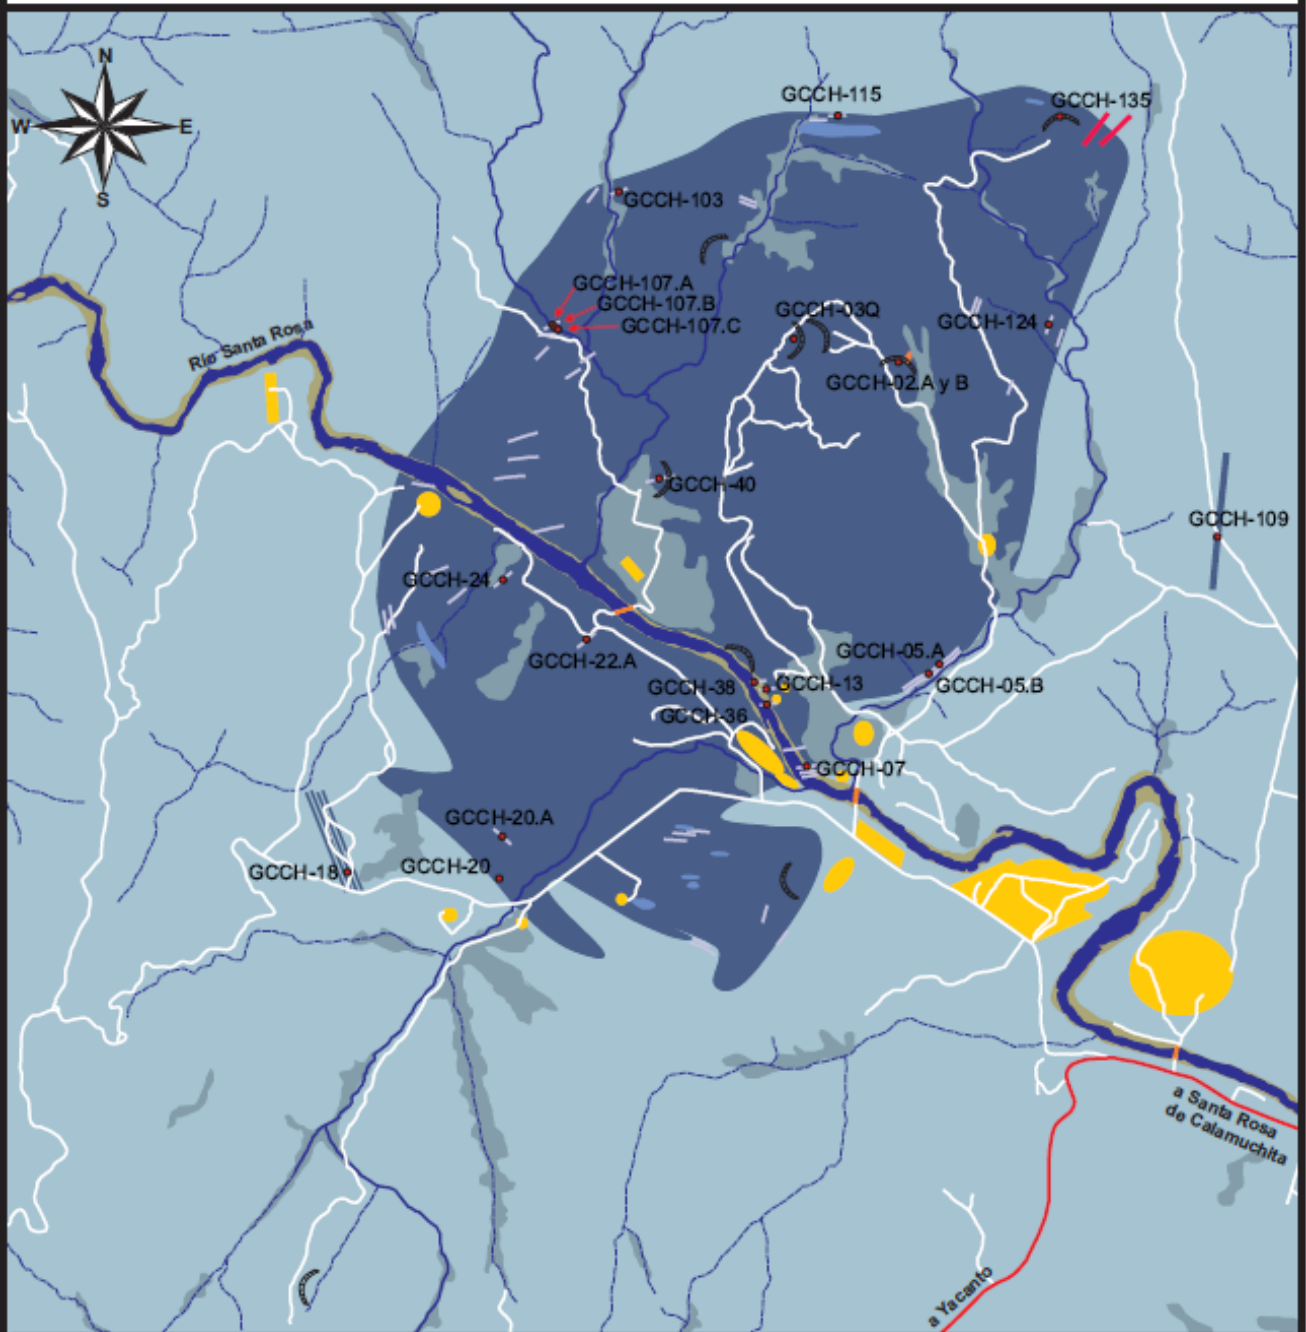 N
W
E
S
GCCH-115
GCCH-135
GCCH-103
GCCH-107.A
GCCH-107.B
GCCH-107.C
GCCH-03Q
GCCH-124
Río Santa Rosa
GCCH-02.A y B
GCCH-40
GCCH-109
GCCH-24
GCCH-22.A
GCCH-05.A
GCCH-05.B
GCCH-38
GCCH-13
GCCH-36
GCCH-07
GCCH-20.A
GCCH-20
GCCH-18
a Santa Rosa
de Calamuchita
a Yacanto